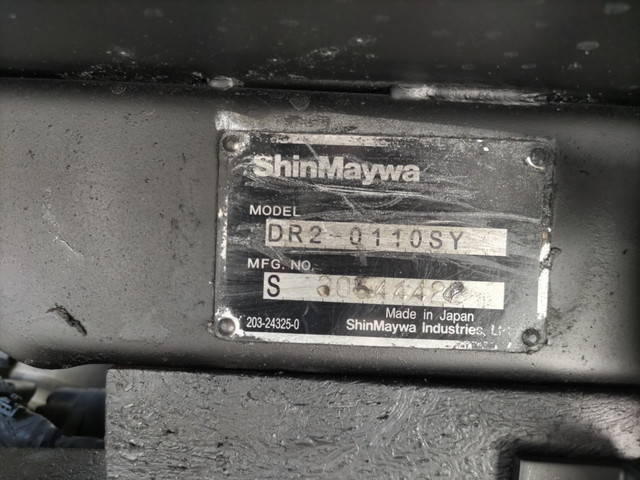 ShinMaywa
MODEL
DR2-0110SY
MFG. NO.
S
Made in Japan
203-24325-0
ShinMaywa Industries,